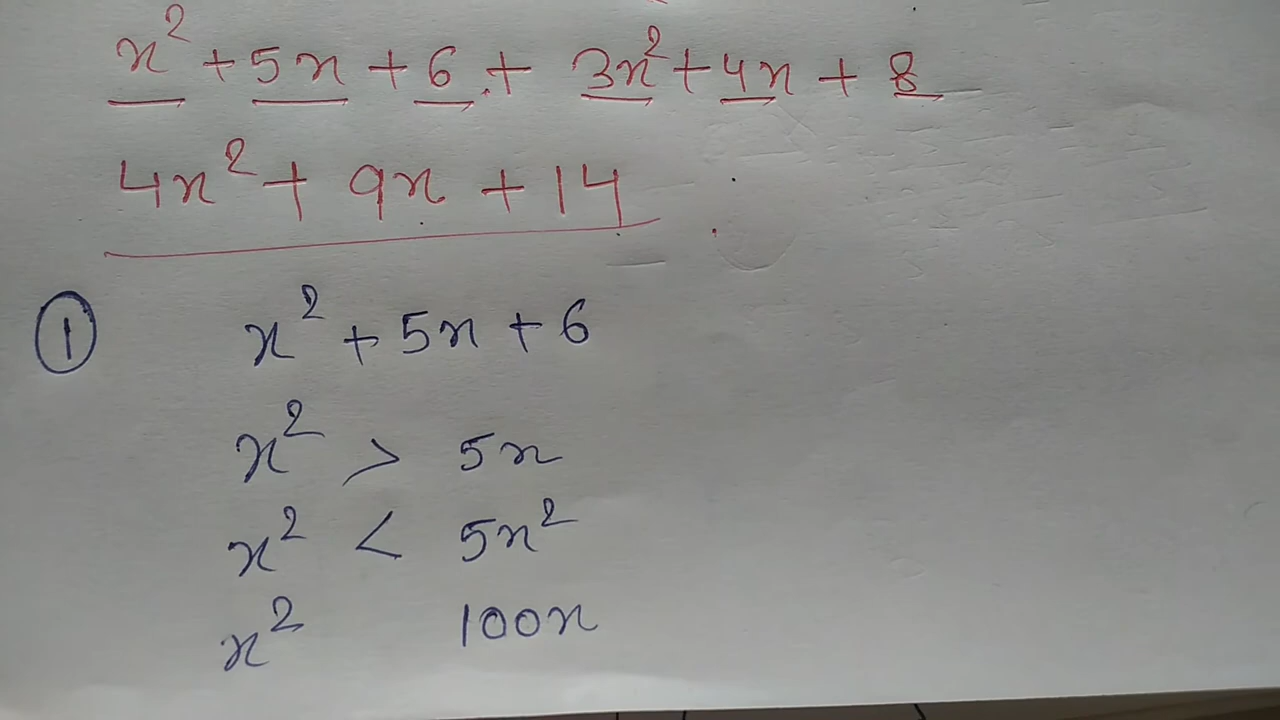 x² + 5x + 6 + 3x² + 4x + 8
4x² + 9x + 14
① x² + 5x + 6
x² > 5x
x² < 5x²
x² 100x